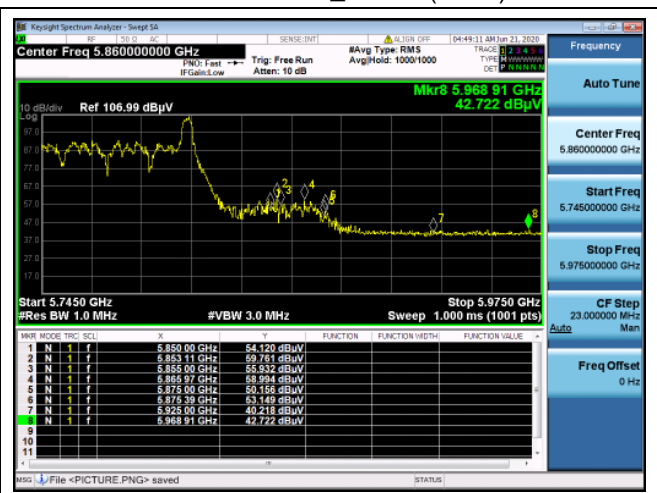 Keysight Spectrum Analyzer - Swept SA
RF 50 Ω AC SENSE:INT ALIGN OFF 04:49:11 AM Jun 21, 2020
Center Freq 5.860000000 GHz
PNO: Fast Trig: Free Run
IFGain:Low Atten: 10 dB
#Avg Type: RMS
Avg|Hold: 1000/1000
TRACE 1 2 3 4 5 6
TYPE M W W W W W
DET P N N N N N
Frequency
Mkr8 5.968 91 GHz
42.722 dBµV
10 dB/div Ref 106.99 dBµV
Log
97.0
87.0
77.0
67.0
57.0
47.0
37.0
27.0
17.0
2
3
4
6
7
8
Start 5.7450 GHz
Stop 5.9750 GHz
#Res BW 1.0 MHz #VBW 3.0 MHz Sweep 1.000 ms (1001 pts)
MKR MODE TRC SCL X Y FUNCTION FUNCTION WIDTH FUNCTION VALUE
1 N 1 f 5.850 00 GHz 54.120 dBuV
2 N 1 f 5.853 11 GHz 59.761 dBuV
3 N 1 f 5.855 00 GHz 55.932 dBuV
4 N 1 f 5.865 97 GHz 58.994 dBuV
5 N 1 f 5.875 00 GHz 50.156 dBuV
6 N 1 f 5.875 39 GHz 53.149 dBuV
7 N 1 f 5.925 00 GHz 40.218 dBuV
8 N 1 f 5.968 91 GHz 42.722 dBuV
9
10
11
Auto Tune
Center Freq
5.860000000 GHz
Start Freq
5.745000000 GHz
Stop Freq
5.975000000 GHz
CF Step
23.000000 MHz
Auto Man
Freq Offset
0 Hz
MSG File <PICTURE.PNG> saved STATUS